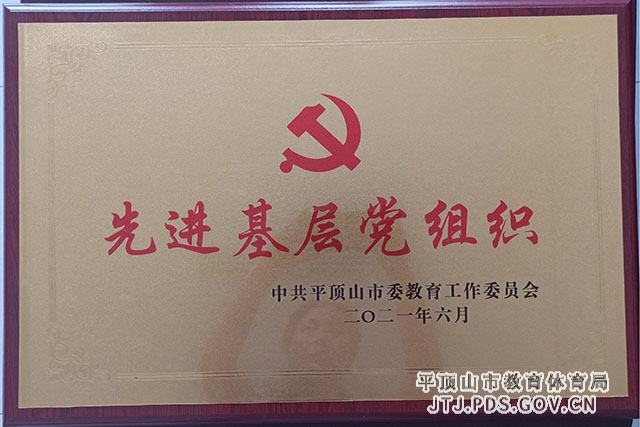 先进基层党组织
中共平顶山市委教育工作委员会
二〇二一年六月
平顶山市教育体育局
JTJ.PDS.GOV.CN